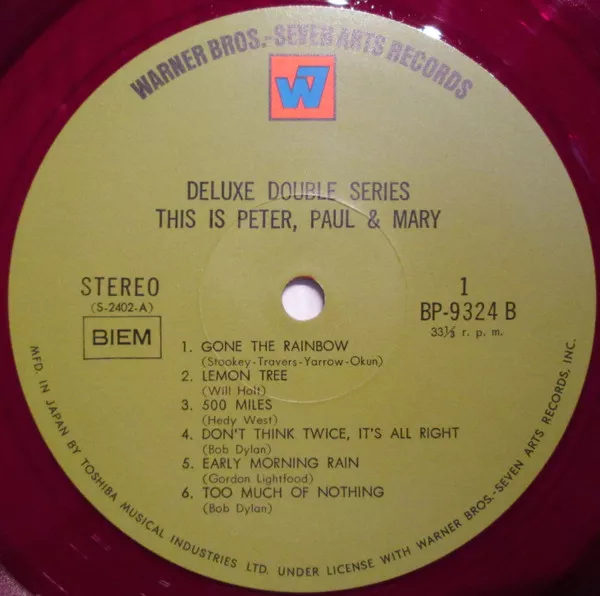 WARNER BROS.-SEVEN ARTS RECORDS
W7
DELUXE DOUBLE SERIES
THIS IS PETER, PAUL & MARY
STEREO
(S-2402-A)
BIEM
1
BP-9324 B
33⅓ r. p. m.
1. GONE THE RAINBOW
(Stookey-Travers-Yarrow-Okun)
2. LEMON TREE
(Will Holt)
3. 500 MILES
(Hedy West)
4. DON'T THINK TWICE, IT'S ALL RIGHT
(Bob Dylan)
5. EARLY MORNING RAIN
(Gordon Lightfood)
6. TOO MUCH OF NOTHING
(Bob Dylan)
MFD. IN JAPAN BY TOSHIBA MUSICAL INDUSTRIES LTD. UNDER LICENSE WITH WARNER BROS.-SEVEN ARTS RECORDS, INC.